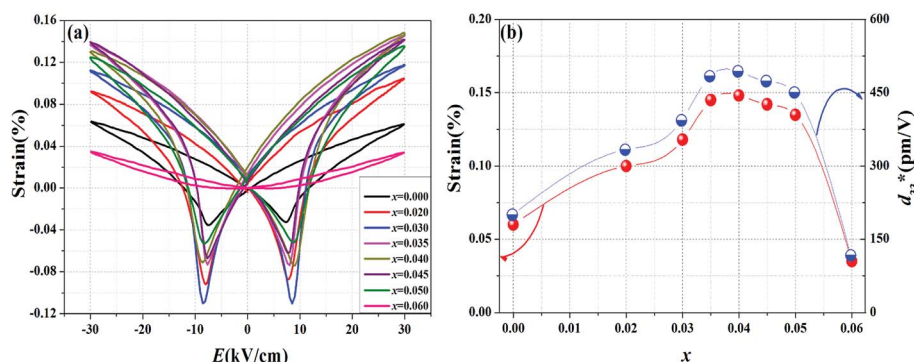 (a)
0.16
0.12
0.08
0.04
0.00
-0.04
-0.08
-0.12
Strain(%)
-30 -20 -10 0 10 20 30
E(kV/cm)
x=0.000
x=0.020
x=0.030
x=0.035
x=0.040
x=0.045
x=0.050
x=0.060
(b)
0.20
0.15
0.10
0.05
0.00
Strain(%)
0.00 0.01 0.02 0.03 0.04 0.05 0.06
x
600
450
300
150
0
d33*(pm/V)